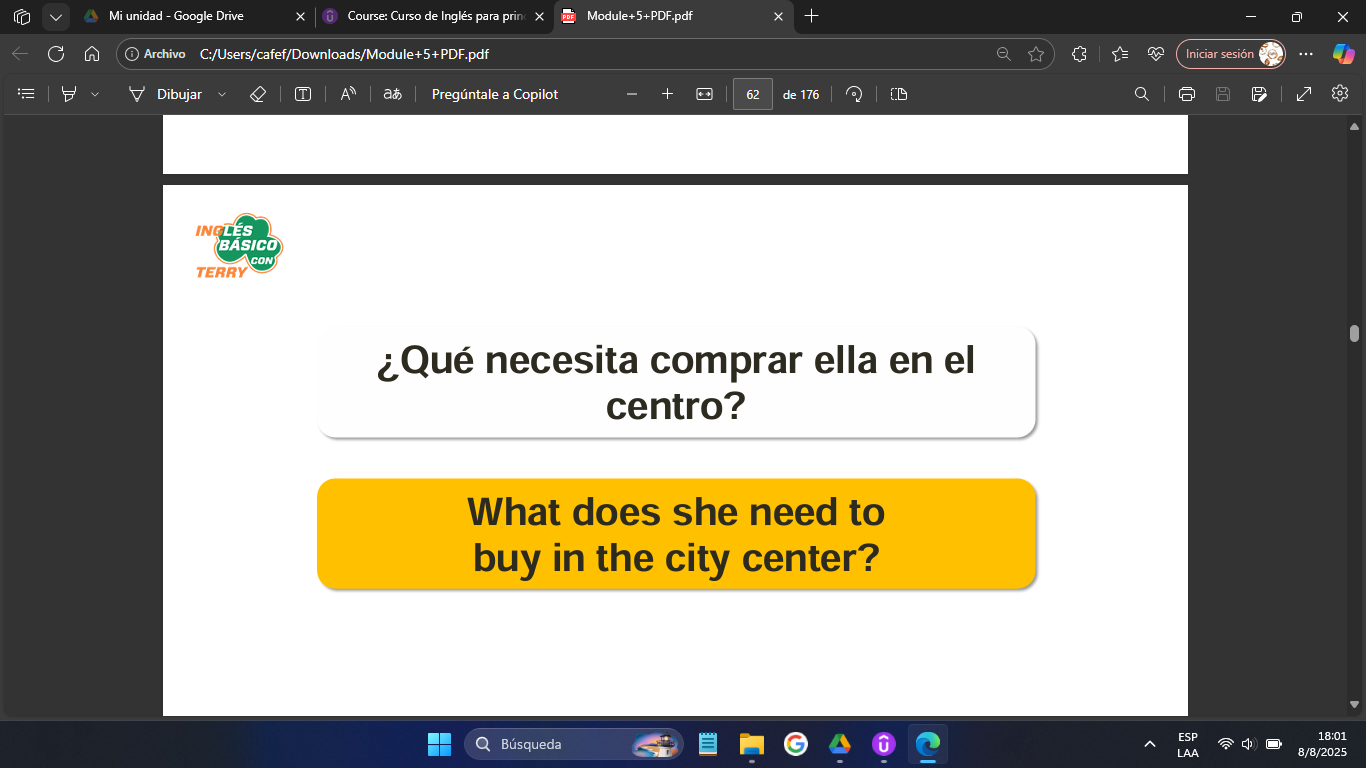 Mi unidad - Google Drive
Course: Curso de Inglés para prin
Module+5+PDF.pdf
Archivo
C:/Users/cafef/Downloads/Module+5+PDF.pdf
Iniciar sesión
Dibujar
aあ
Pregúntale a Copilot
62
de 176
INGLÉS
BÁSICO
CON
TERRY
¿Qué necesita comprar ella en el
centro?
What does she need to
buy in the city center?
Búsqueda
ESP
LAA
18:01
8/8/2025